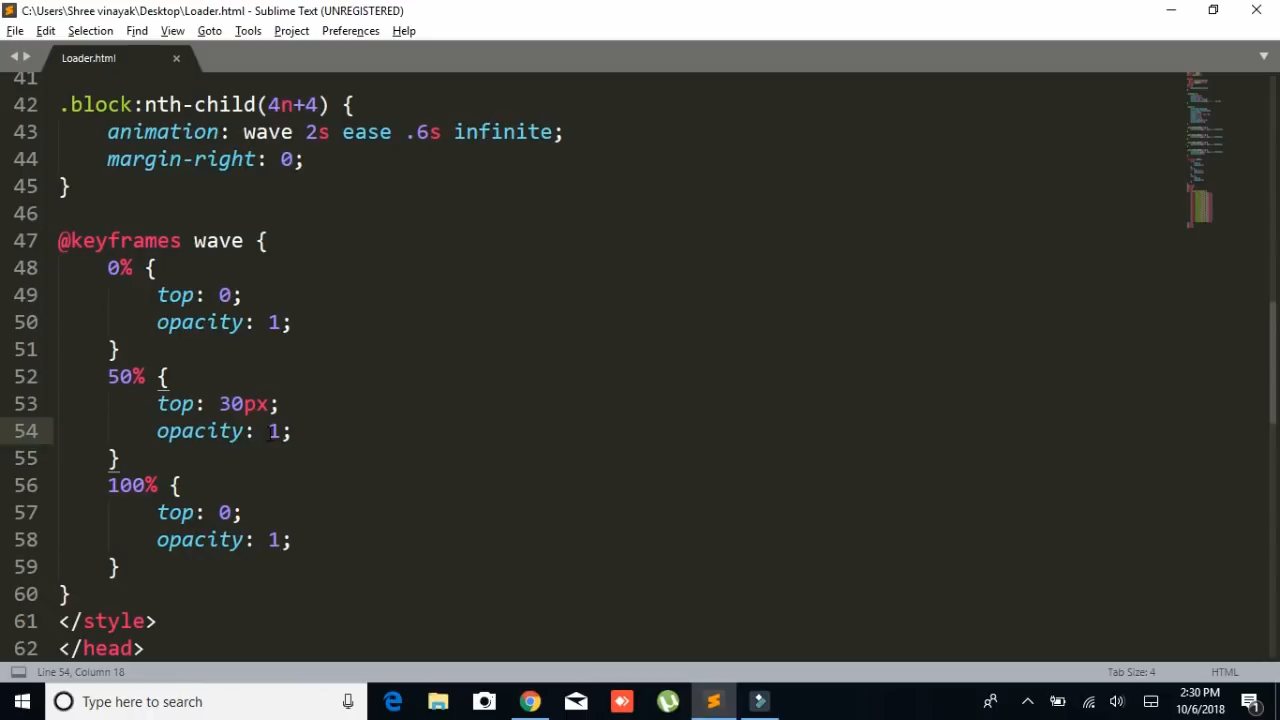 C:\Users\Shree vinayak\Desktop\Loader.html - Sublime Text (UNREGISTERED)
File Edit Selection Find View Goto Tools Project Preferences Help
Loader.html
41
42 .block:nth-child(4n+4) {
43 animation: wave 2s ease .6s infinite;
44 margin-right: 0;
45 }
46
47 @keyframes wave {
48 0% {
49 top: 0;
50 opacity: 1;
51 }
52 50% {
53 top: 30px;
54 opacity: 1;
55 }
56 100% {
57 top: 0;
58 opacity: 1;
59 }
60 }
61 </style>
62 </head>
Line 54, Column 18 Tab Size: 4 HTML
Type here to search
2:30 PM
10/6/2018
1